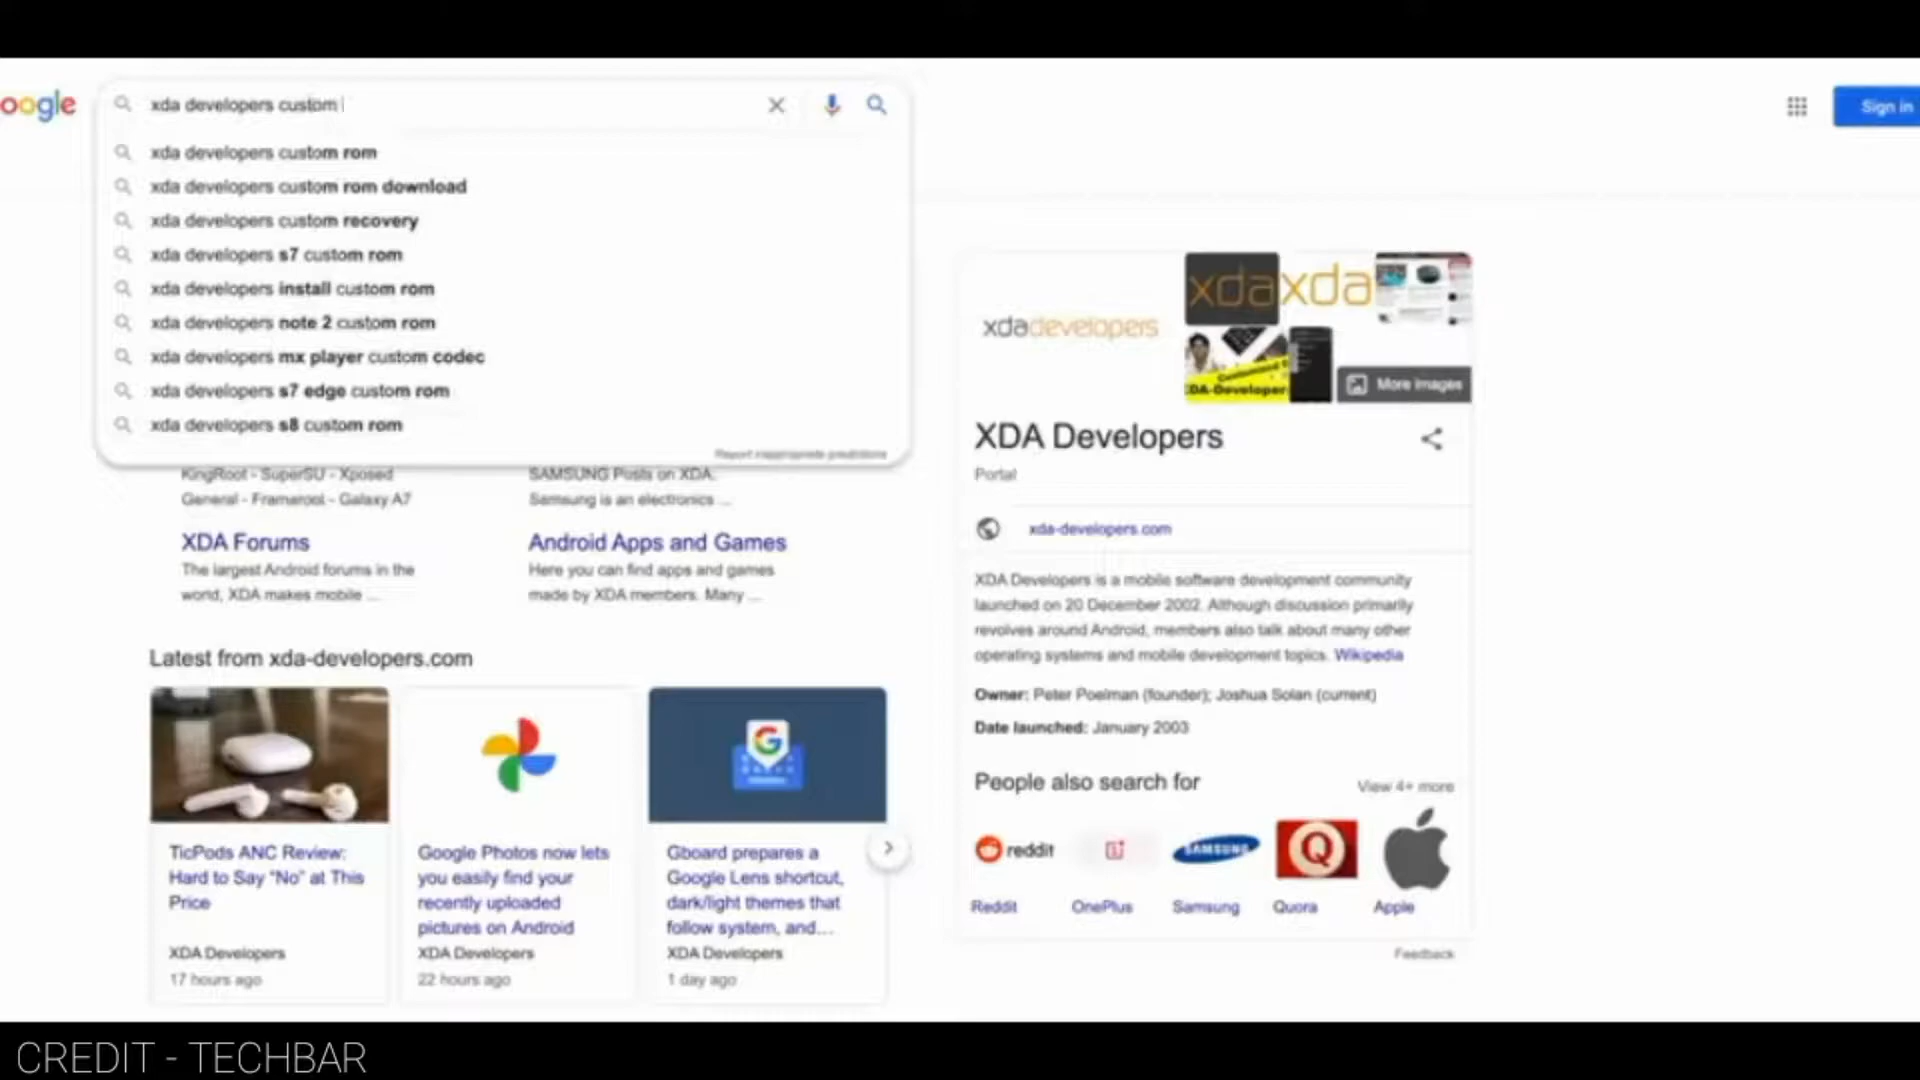 oogle
xda developers custom
Sign in
xda developers custom rom
xda developers custom rom download
xda developers custom recovery
xda developers s7 custom rom
xda developers install custom rom
xda developers note 2 custom rom
xda developers mx player custom codec
xda developers s7 edge custom rom
xda developers s8 custom rom
Report inappropriate predictions
KingRoot - SuperSU - Xposed
General - Framaroot - Galaxy A7
SAMSUNG Posts on XDA.
Samsung is an electronics ...
XDA Forums
The largest Android forums in the
world, XDA makes mobile ...
Android Apps and Games
Here you can find apps and games
made by XDA members. Many ...
Latest from xda-developers.com
TicPods ANC Review:
Hard to Say “No” at This
Price
XDA Developers
17 hours ago
Google Photos now lets
you easily find your
recently uploaded
pictures on Android
XDA Developers
22 hours ago
Gboard prepares a
Google Lens shortcut,
dark/light themes that
follow system, and...
XDA Developers
1 day ago
xdadevelopers
xda
xda
DA-Developer
More images
XDA Developers
Portal
xda-developers.com
XDA Developers is a mobile software development community
launched on 20 December 2002. Although discussion primarily
revolves around Android, members also talk about many other
operating systems and mobile development topics. Wikipedia
Owner: Peter Poelman (founder); Joshua Solan (current)
Date launched: January 2003
People also search for
View 4+ more
reddit
SAMSUNG
Q
Reddit
OnePlus
Samsung
Quora
Apple
Feedback
CREDIT - TECHBAR